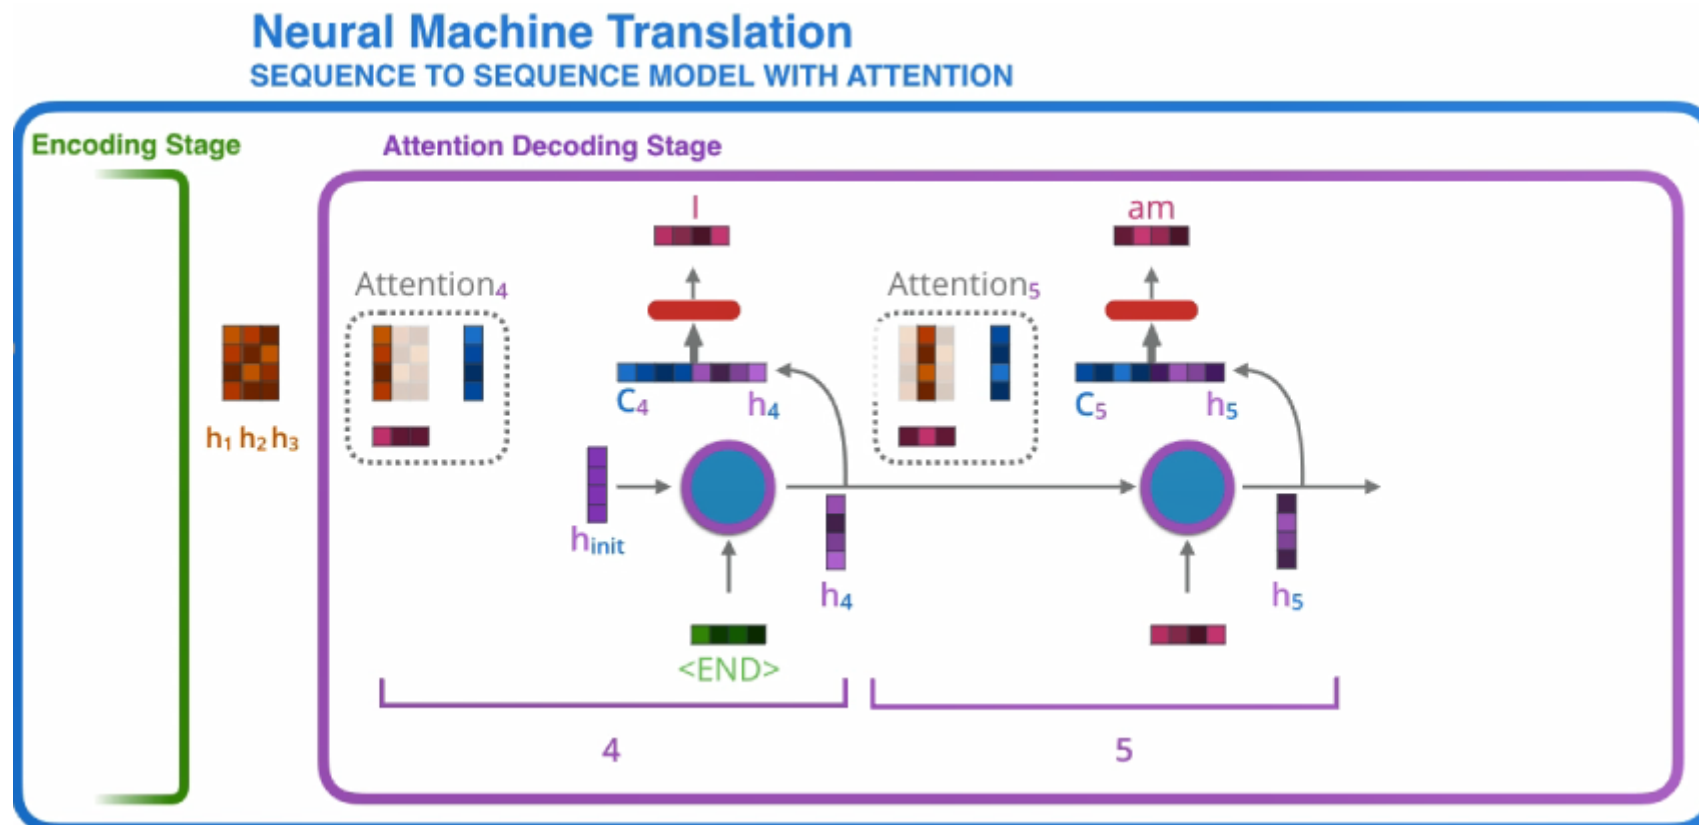 Neural Machine Translation
SEQUENCE TO SEQUENCE MODEL WITH ATTENTION
Encoding Stage
Attention Decoding Stage
I
am
Attention₄
Attention₅
C₄
h₄
C₅
h₅
h₁ h₂ h₃
h_init
h₄
h₅
<END>
4
5